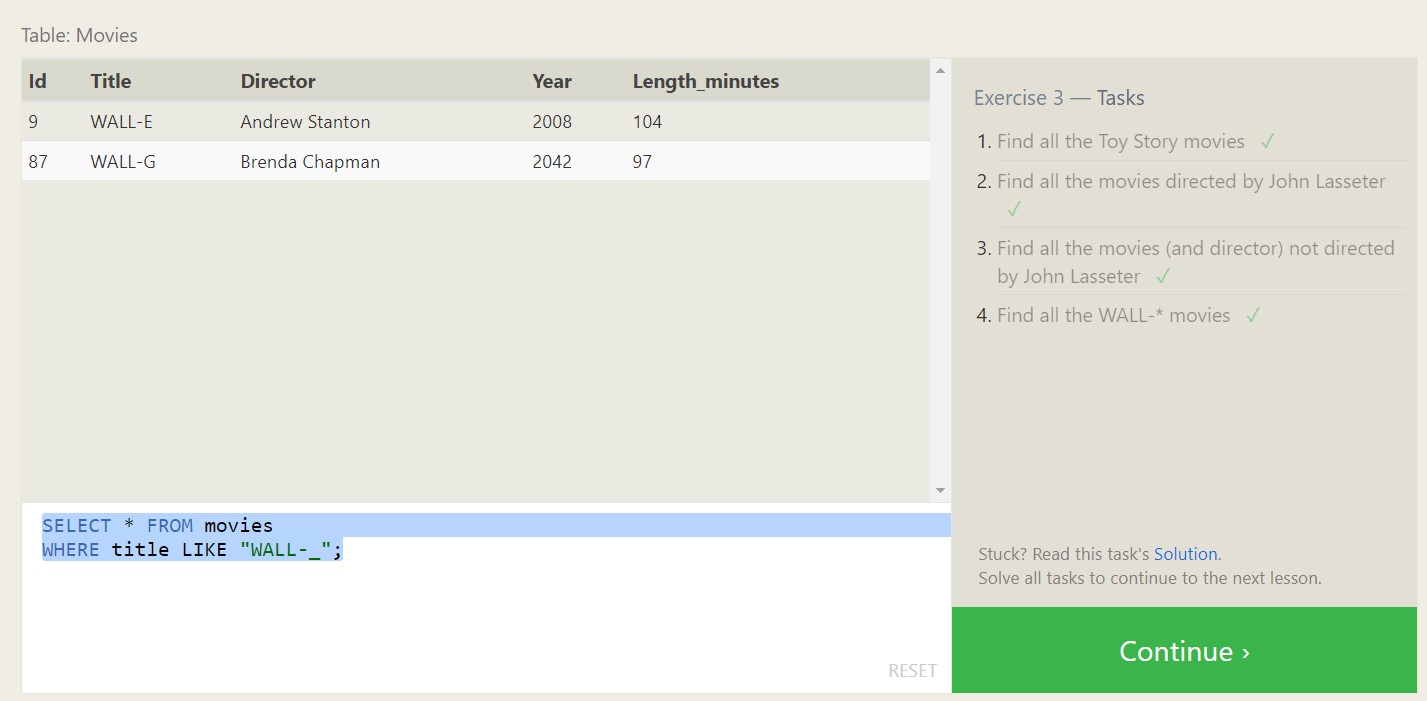 Table: Movies
Id Title Director Year Length_minutes
9 WALL-E Andrew Stanton 2008 104
87 WALL-G Brenda Chapman 2042 97
SELECT * FROM movies
WHERE title LIKE "WALL-_";
RESET
Exercise 3 — Tasks
1. Find all the Toy Story movies ✓
2. Find all the movies directed by John Lasseter
✓
3. Find all the movies (and director) not directed
by John Lasseter ✓
4. Find all the WALL-* movies ✓
Stuck? Read this task's Solution.
Solve all tasks to continue to the next lesson.
Continue ›